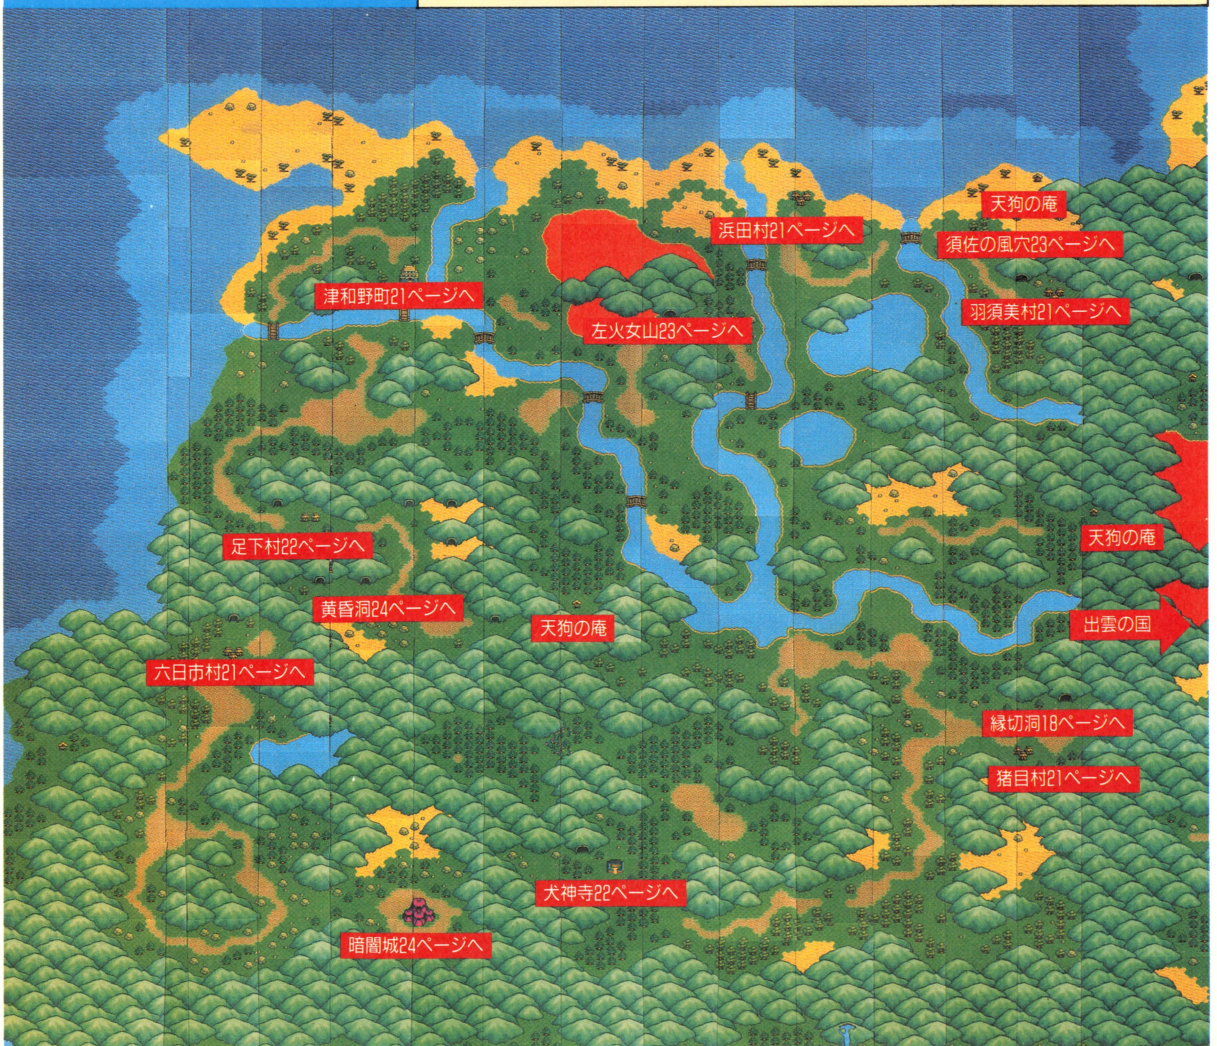 天狗の庵
浜田村21ページへ
須佐の風穴23ページへ
津和野町21ページへ
羽須美村21ページへ
左火女山23ページへ
天狗の庵
足下村22ページへ
黄昏洞24ページへ
天狗の庵
出雲の国
六日市村21ページへ
縁切洞18ページへ
猪目村21ページへ
犬神寺22ページへ
暗闇城24ページへ